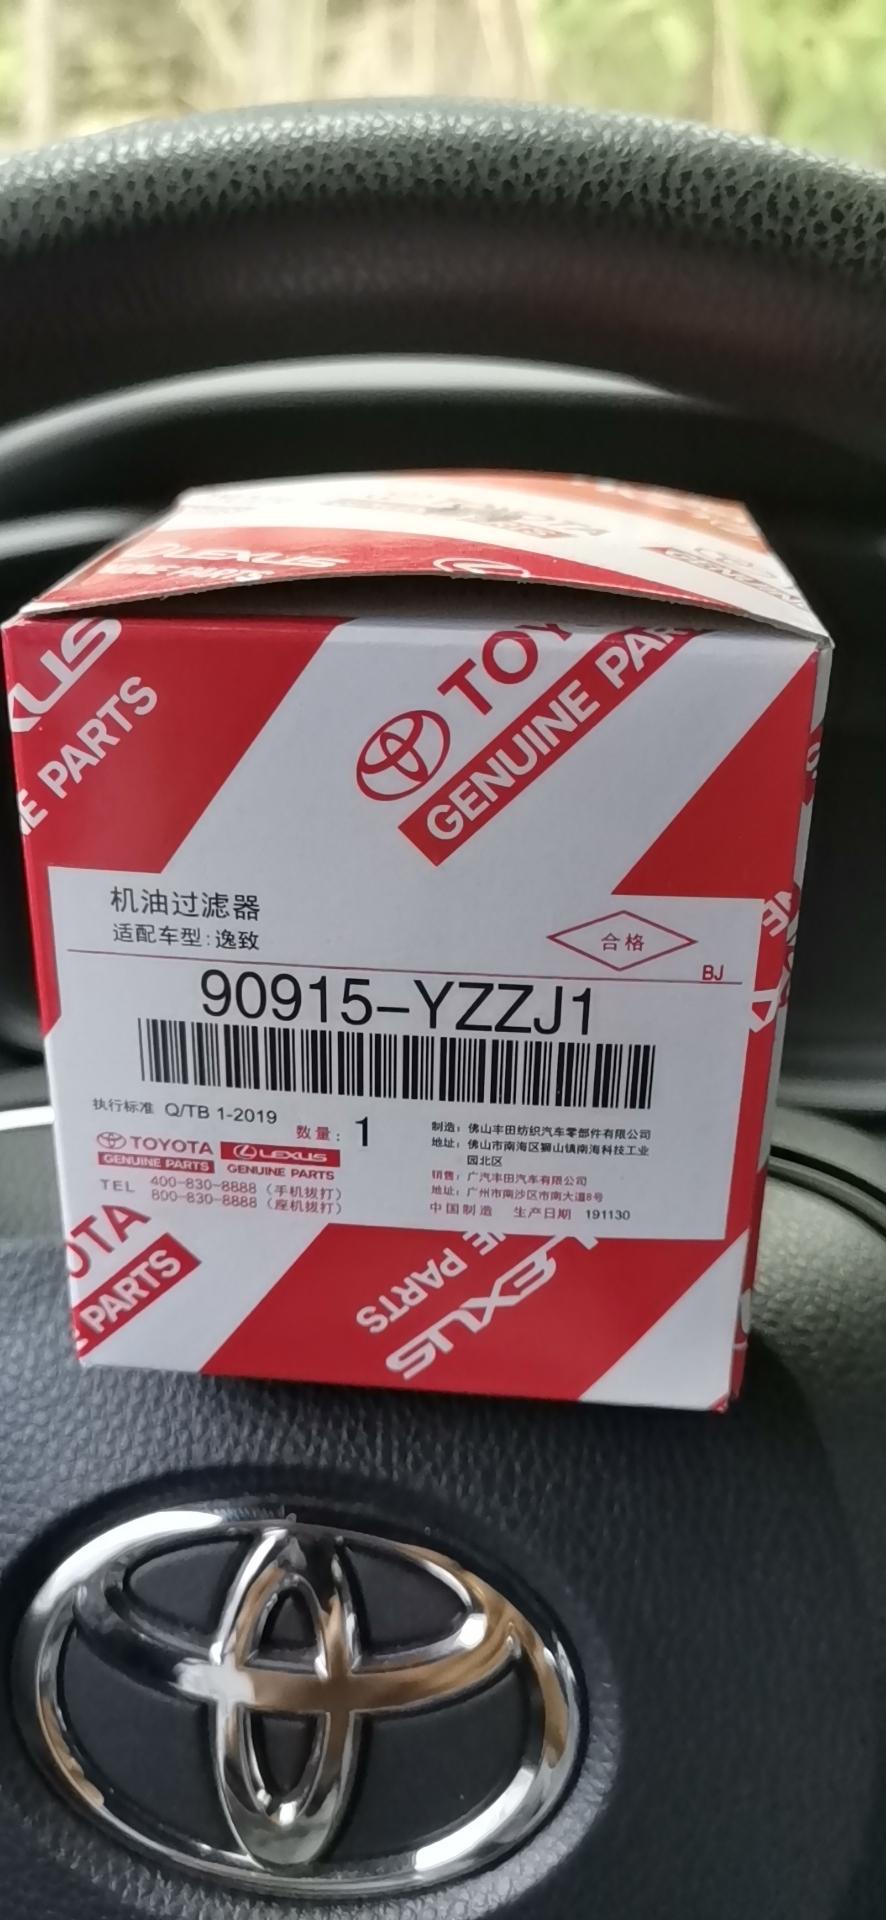 LEXUS
TOYOTA
GENUINE PARTS
XUS
E PARTS
TOY
GENUINE PAR
机油过滤器
适配车型:逸致
合格
BJ
90915-YZZJ1
执行标准 Q/TB 1-2019
数量: 1
TOYOTA
GENUINE PARTS
LEXUS
GENUINE PARTS
TEL 400-830-8888 (手机拨打)
800-830-8888 (座机拨打)
制造: 佛山丰田纺织汽车零部件有限公司
地址: 佛山市南海区狮山镇南海科技工业
园北区
销售: 广汽丰田汽车有限公司
地址: 广州市南沙区市南大道8号
中国制造 生产日期 191130
OTA
E PARTS
NE PARTS
LEXUS